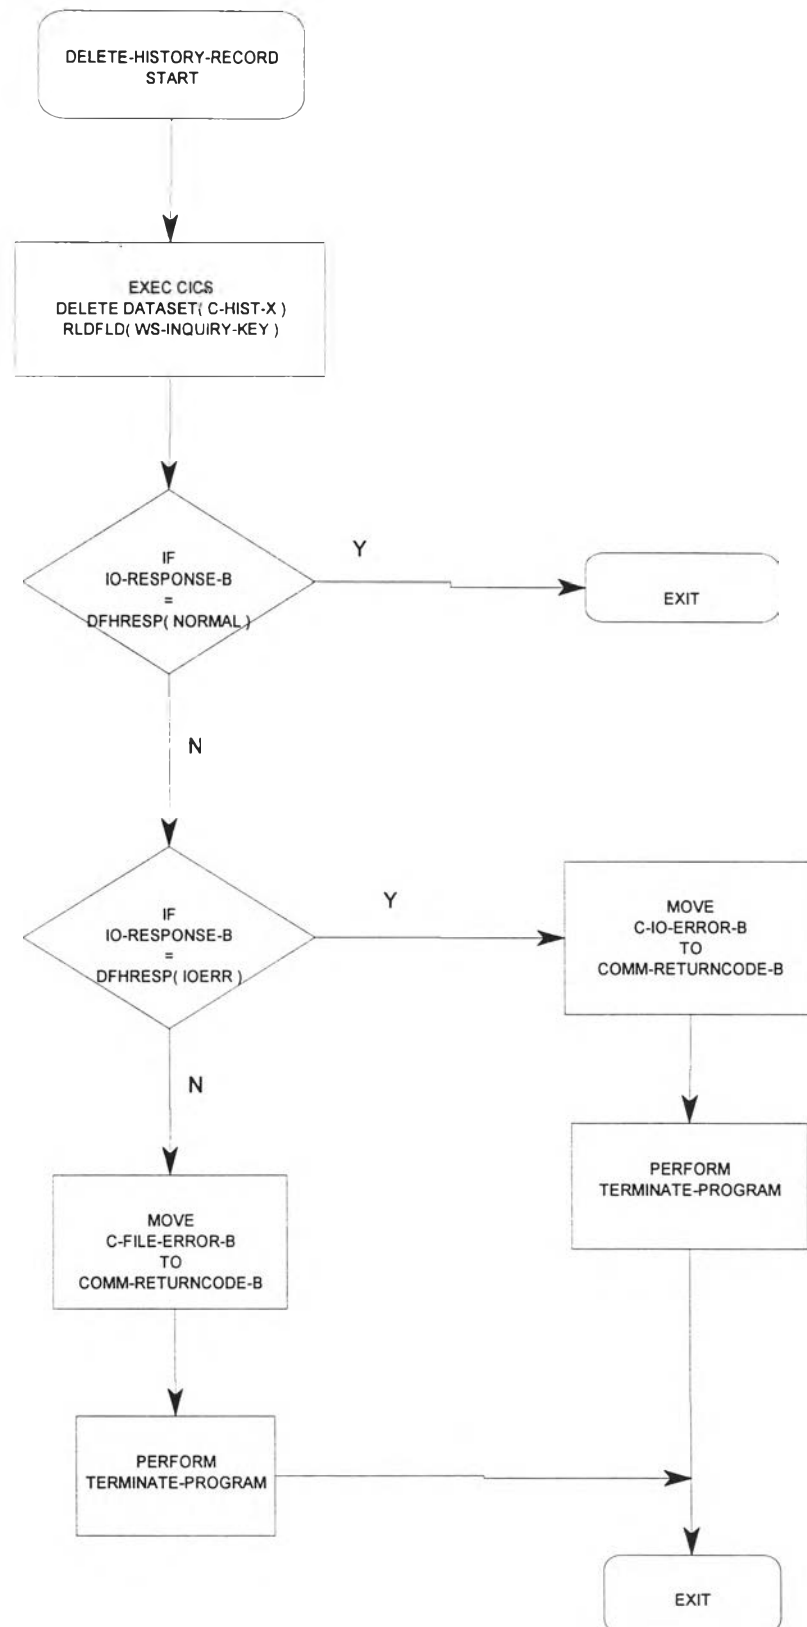 DELETE-HISTORY-RECORD
START
EXEC CICS
DELETE DATASET( C-HIST-X )
RLDFLD( WS-INQUIRY-KEY )
IF
IO-RESPONSE-B
=
DFHRESP( NORMAL )
Y
EXIT
N
IF
IO-RESPONSE-B
=
DFHRESP( IOERR )
Y
MOVE
C-IO-ERROR-B
TO
COMM-RETURNCODE-B
N
PERFORM
TERMINATE-PROGRAM
MOVE
C-FILE-ERROR-B
TO
COMM-RETURNCODE-B
PERFORM
TERMINATE-PROGRAM
EXIT